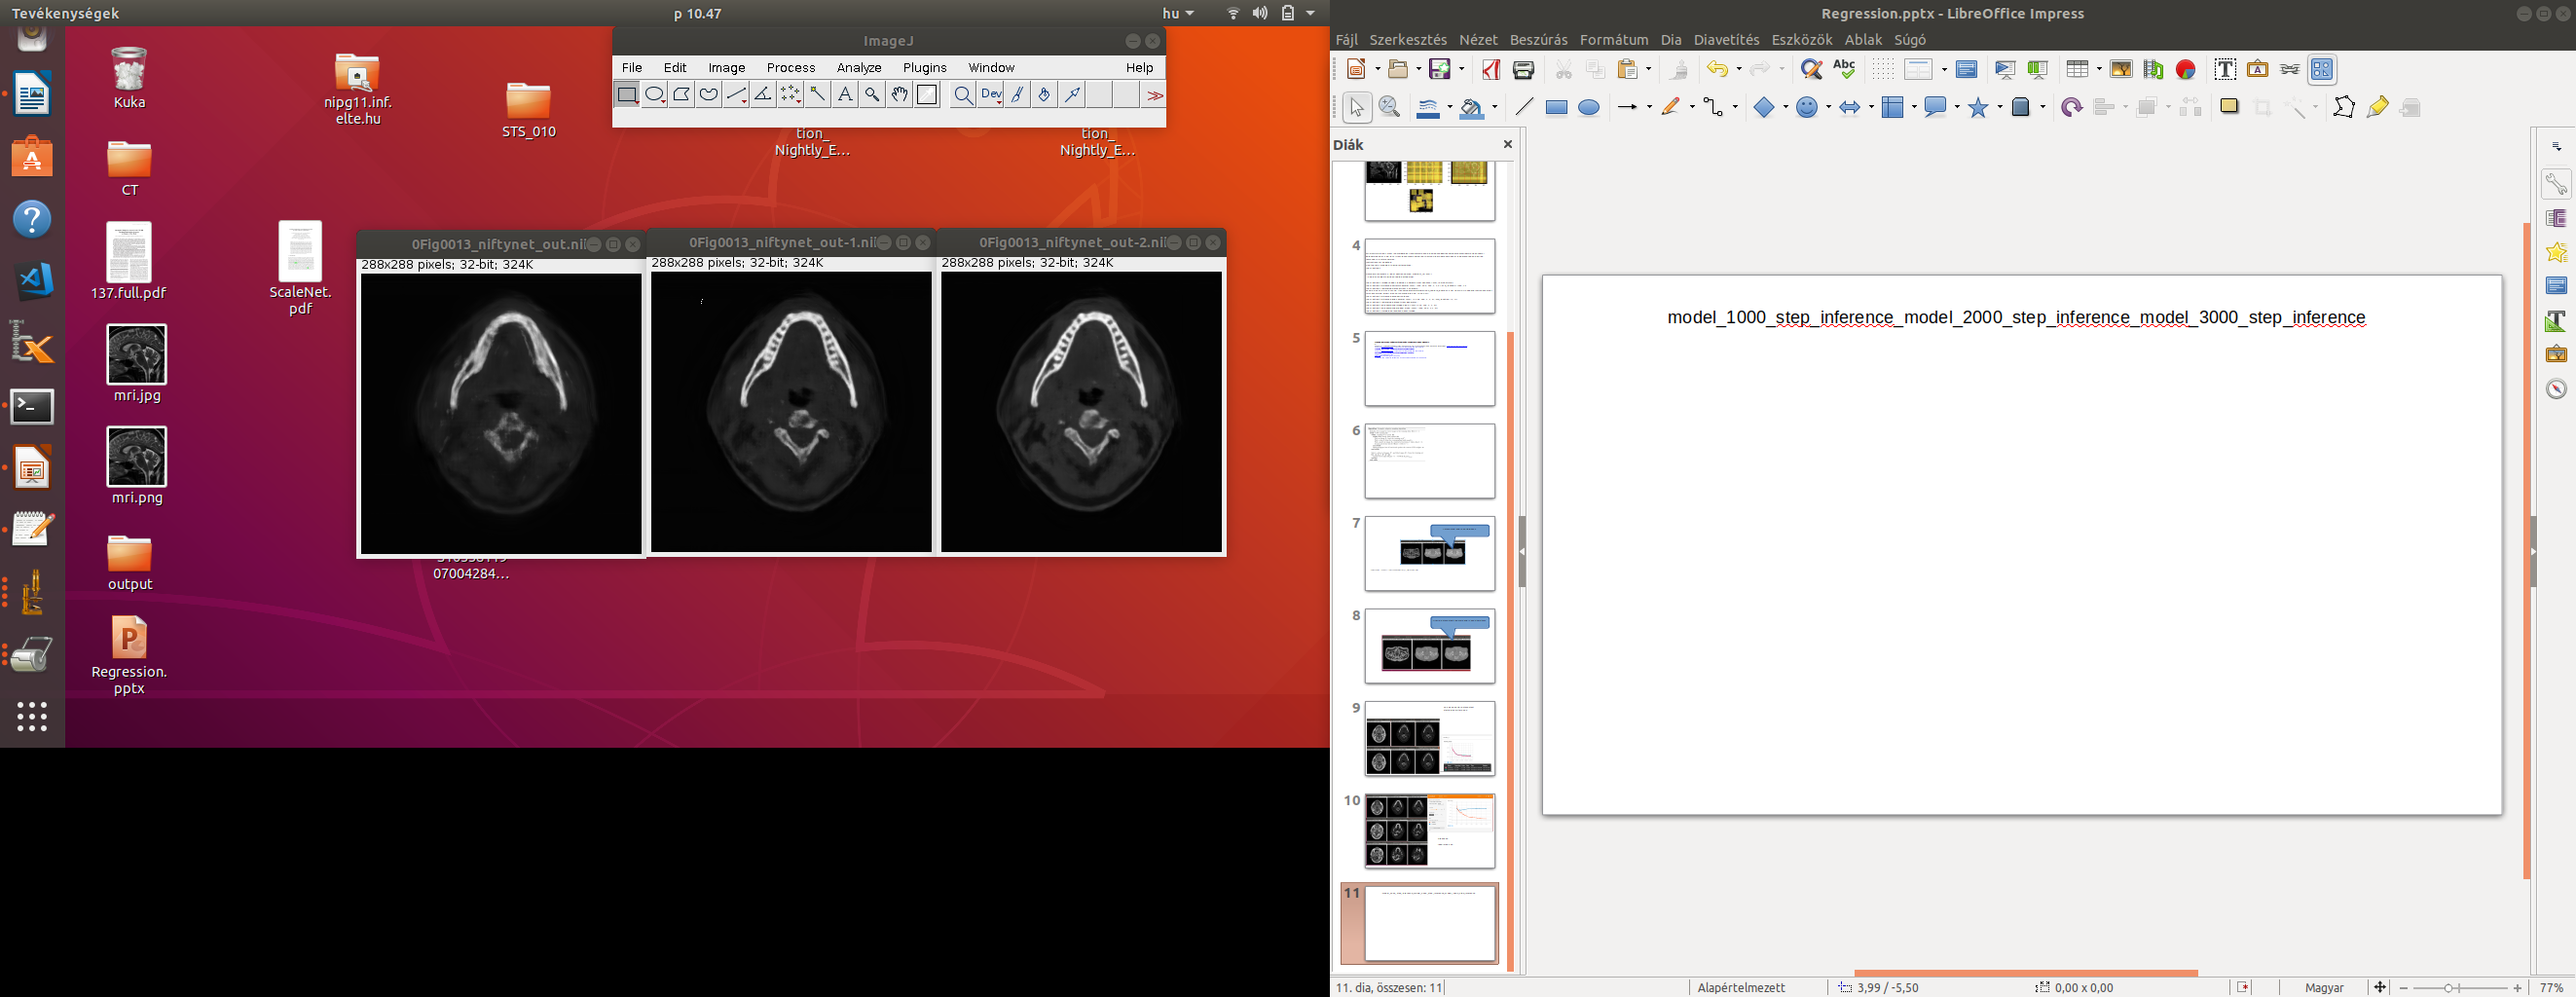 Tevékenységek
p 10.47
hu
Kuka
nipg11.inf.
elte.hu
STS_010
tion_
Nightly_E...
tion_
Nightly_E...
CT
137.full.pdf
ScaleNet.
pdf
mri.jpg
mri.png
output
07004284...
Regression.
pptx
ImageJ
File Edit Image Process Analyze Plugins Window Help
Dev
0Fig0013_niftynet_out.nii
288x288 pixels; 32-bit; 324K
0Fig0013_niftynet_out-1.nii
288x288 pixels; 32-bit; 324K
0Fig0013_niftynet_out-2.nii
288x288 pixels; 32-bit; 324K
Regression.pptx - LibreOffice Impress
Fájl Szerkesztés Nézet Beszúrás Formátum Dia Diavetítés Eszközök Ablak Súgó
Abc
Diák
4
5
6
7
8
9
10
11
model_1000_step_inference_model_2000_step_inference_model_3000_step_inference
11. dia, összesen: 11
Alapértelmezett
3,99 / -5,50
0,00 x 0,00
Magyar
77%